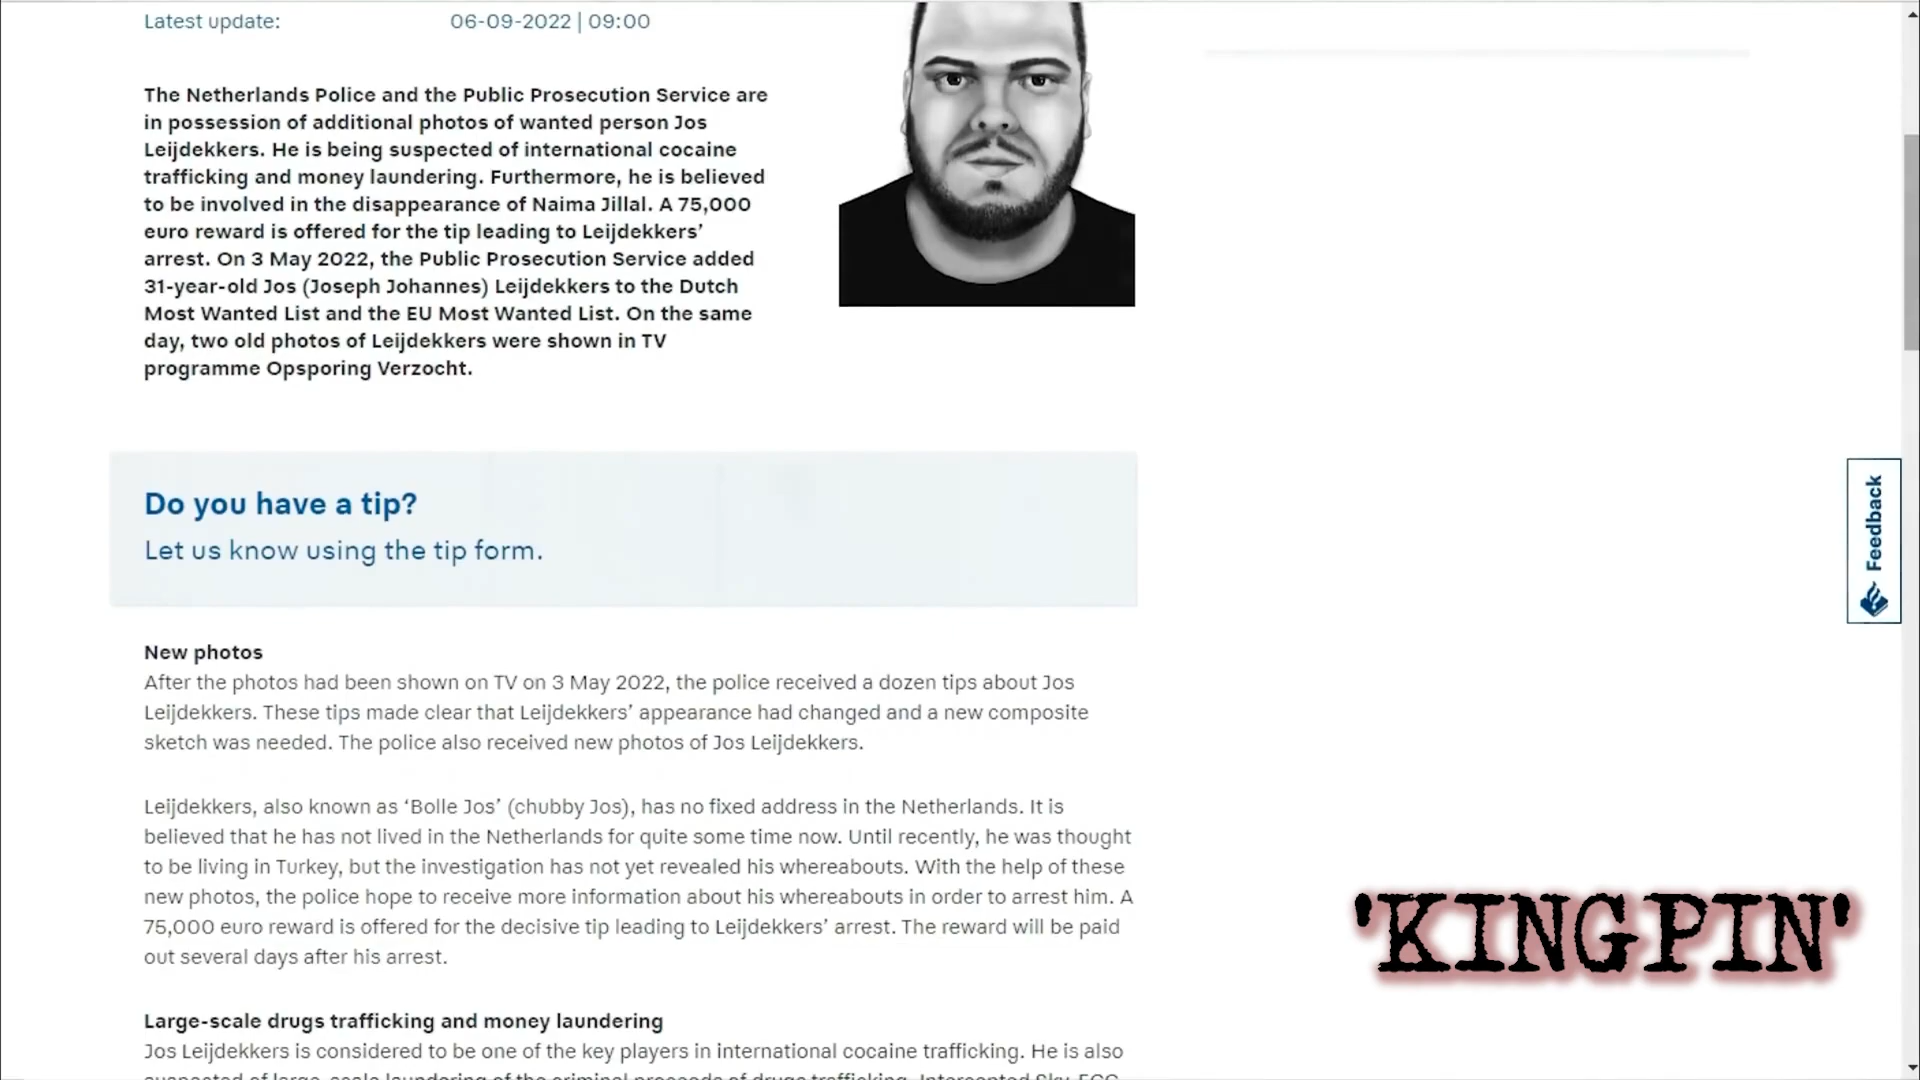 Latest update: 06-09-2022 | 09:00
The Netherlands Police and the Public Prosecution Service are
in possession of additional photos of wanted person Jos
Leijdekkers. He is being suspected of international cocaine
trafficking and money laundering. Furthermore, he is believed
to be involved in the disappearance of Naima Jillal. A 75,000
euro reward is offered for the tip leading to Leijdekkers’
arrest. On 3 May 2022, the Public Prosecution Service added
31-year-old Jos (Joseph Johannes) Leijdekkers to the Dutch
Most Wanted List and the EU Most Wanted List. On the same
day, two old photos of Leijdekkers were shown in TV
programme Opsporing Verzocht.
Do you have a tip?
Let us know using the tip form.
Feedback
New photos
After the photos had been shown on TV on 3 May 2022, the police received a dozen tips about Jos
Leijdekkers. These tips made clear that Leijdekkers’ appearance had changed and a new composite
sketch was needed. The police also received new photos of Jos Leijdekkers.
Leijdekkers, also known as ‘Bolle Jos’ (chubby Jos), has no fixed address in the Netherlands. It is
believed that he has not lived in the Netherlands for quite some time now. Until recently, he was thought
to be living in Turkey, but the investigation has not yet revealed his whereabouts. With the help of these
new photos, the police hope to receive more information about his whereabouts in order to arrest him. A
75,000 euro reward is offered for the decisive tip leading to Leijdekkers’ arrest. The reward will be paid
out several days after his arrest.
'KINGPIN'
Large-scale drugs trafficking and money laundering
Jos Leijdekkers is considered to be one of the key players in international cocaine trafficking. He is also
suspected of large-scale laundering of the criminal proceeds of drugs trafficking. Intercepted Sky-ECC